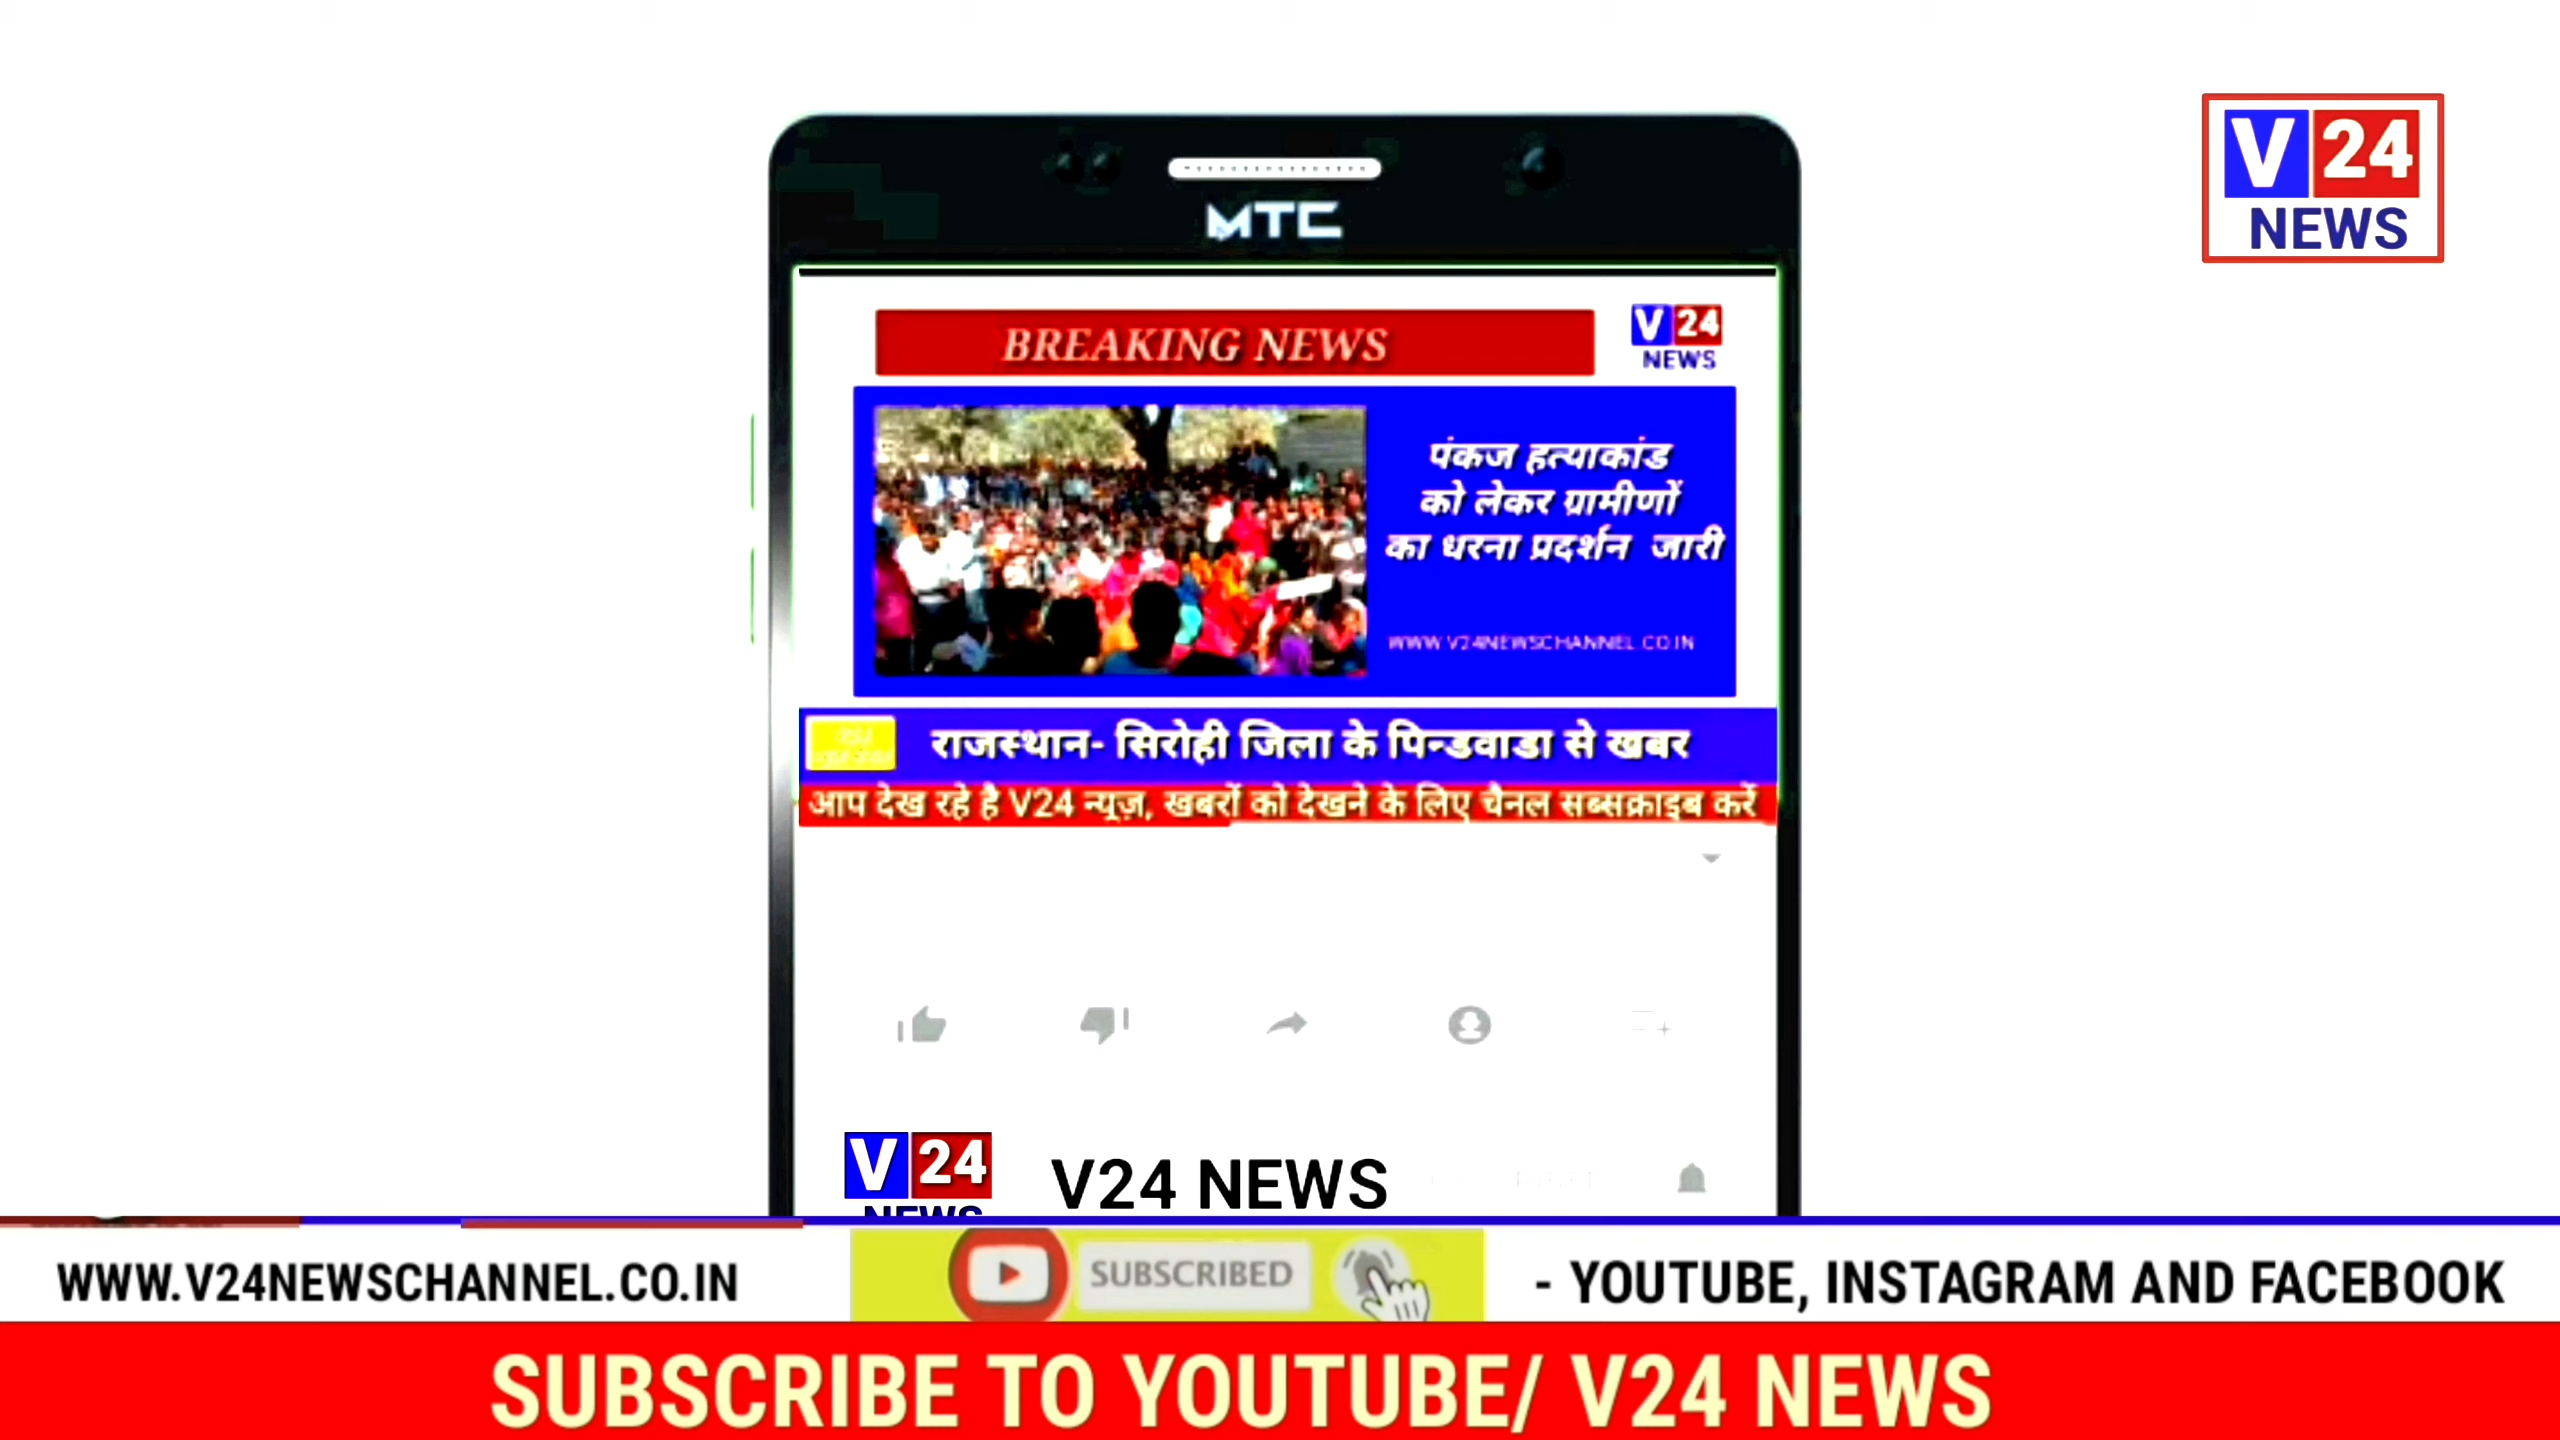 V 24
NEWS
MTC
BREAKING NEWS
V 24
NEWS
पंकज हत्याकांड
को लेकर ग्रामीणों
का धरना प्रदर्शन जारी
WWW.V24NEWSCHANNEL.CO.IN
राजस्थान- सिरोही जिला के पिन्डवाडा से खबर
आप देख रहे है V24 न्यूज़, खबरों को देखने के लिए चैनल सब्सक्राइब करें
V 24
NEWS
V24 NEWS
WWW.V24NEWSCHANNEL.CO.IN
SUBSCRIBED
- YOUTUBE, INSTAGRAM AND FACEBOOK
SUBSCRIBE TO YOUTUBE/ V24 NEWS